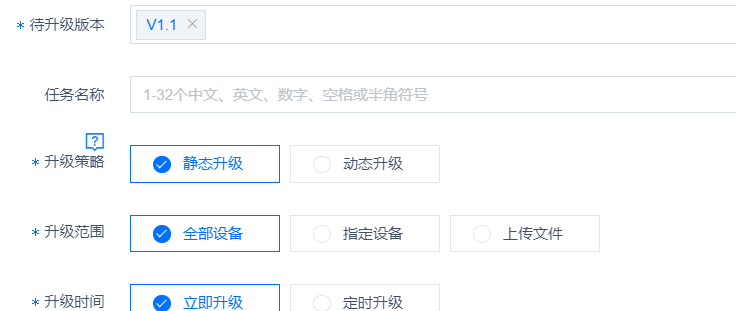 * 待升级版本 V1.1 ×
任务名称 1-32个中文、英文、数字、空格或半角符号
?
* 升级策略 静态升级 动态升级
* 升级范围 全部设备 指定设备 上传文件
* 升级时间 立即升级 定时升级